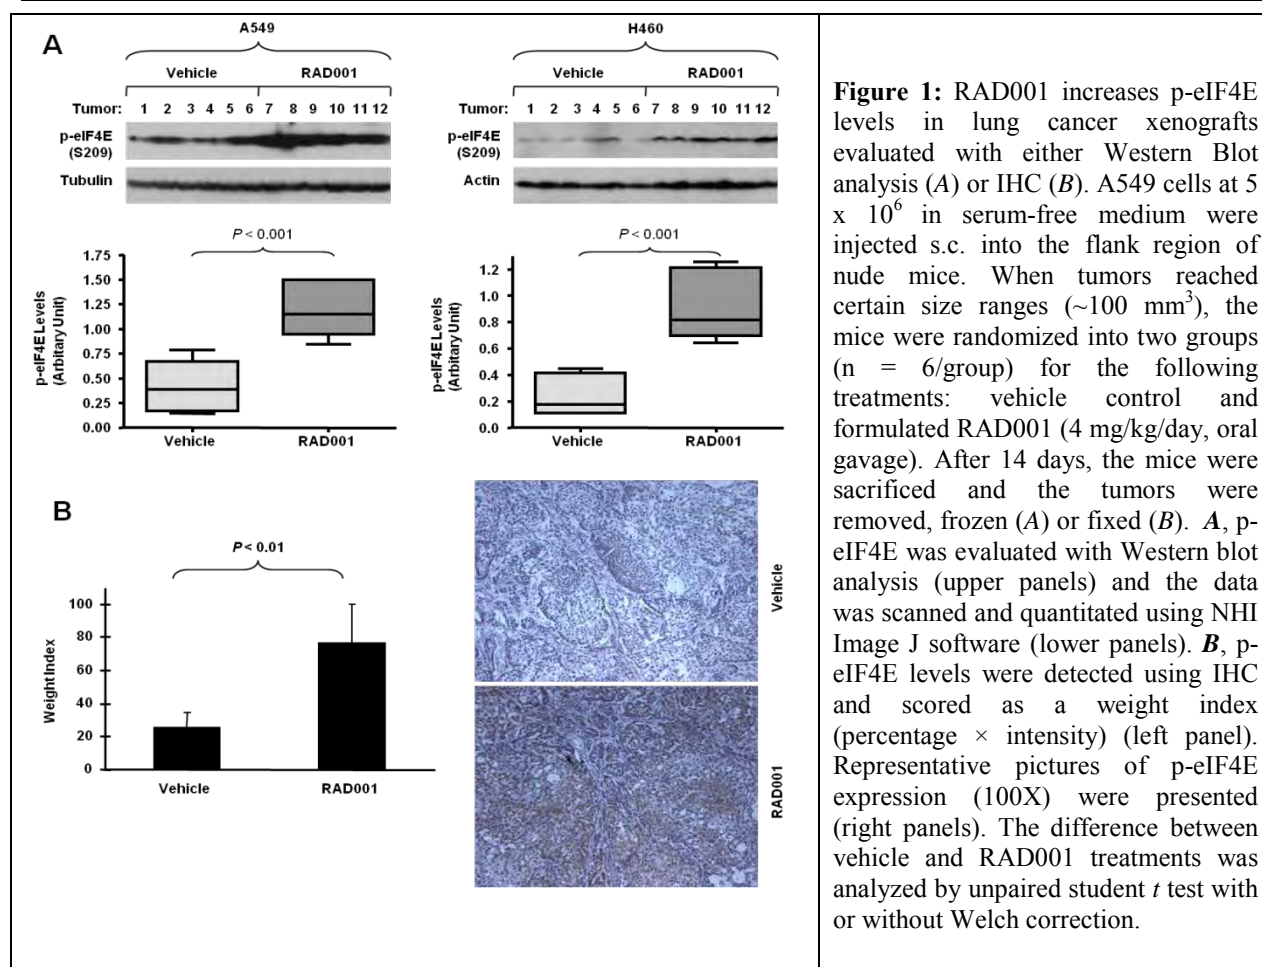 A
A549
Vehicle RAD001
Tumor: 1 2 3 4 5 6 7 8 9 10 11 12
p-eIF4E
(S209)
Tubulin
P < 0.001
1.75
1.50
1.25
1.00
0.75
0.50
0.25
0.00
p-eIF4E Levels
(Arbitary Unit)
Vehicle RAD001
H460
Vehicle RAD001
Tumor: 1 2 3 4 5 6 7 8 9 10 11 12
p-eIF4E
(S209)
Actin
P < 0.001
1.2
1.0
0.8
0.6
0.4
0.2
0.0
p-eIF4E Levels
(Arbitary Unit)
Vehicle RAD001
B
P < 0.01
100
80
60
40
20
0
Weight Index
Vehicle RAD001
Vehicle
RAD001
Figure 1: RAD001 increases p-eIF4E
levels in lung cancer xenografts
evaluated with either Western Blot
analysis (A) or IHC (B). A549 cells at 5
x 10⁶ in serum-free medium were
injected s.c. into the flank region of
nude mice. When tumors reached
certain size ranges (~100 mm³), the
mice were randomized into two groups
(n = 6/group) for the following
treatments: vehicle control and
formulated RAD001 (4 mg/kg/day, oral
gavage). After 14 days, the mice were
sacrificed and the tumors were
removed, frozen (A) or fixed (B). A, p-
eIF4E was evaluated with Western blot
analysis (upper panels) and the data
was scanned and quantitated using NHI
Image J software (lower panels). B, p-
eIF4E levels were detected using IHC
and scored as a weight index
(percentage × intensity) (left panel).
Representative pictures of p-eIF4E
expression (100X) were presented
(right panels). The difference between
vehicle and RAD001 treatments was
analyzed by unpaired student t test with
or without Welch correction.